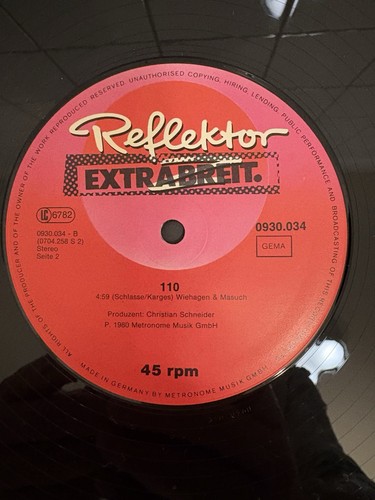 ALL RIGHTS OF THE PRODUCER AND OF THE OWNER OF THE WORK REPRODUCED RESERVED. UNAUTHORISED COPYING, HIRING, LENDING, PUBLIC PERFORMANCE AND BROADCASTING OF THIS RECORD
Reflektor
EXTRABREIT.
LC 6782
0930.034 - B
(0704.258 S 2)
Stereo
Seite 2
0930.034
GEMA
110
4:59 (Schlasse/Karges) Wiehagen & Masuch
Produzent: Christian Schneider
P. 1980 Metronome Musik GmbH
45 rpm
MADE IN GERMANY BY METRONOME MUSIK GMBH